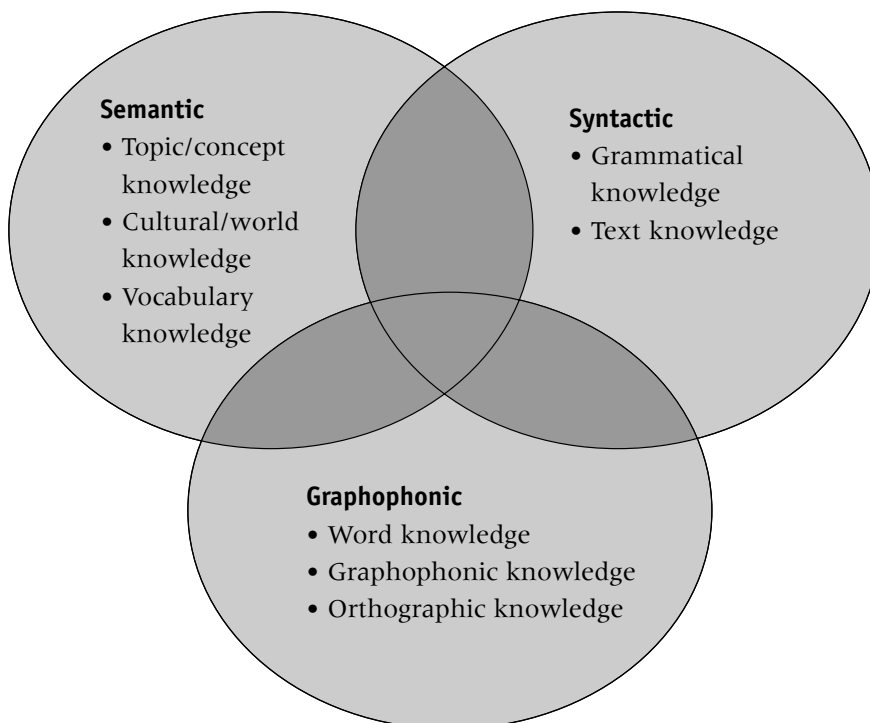 Semantic
• Topic/concept
knowledge
• Cultural/world
knowledge
• Vocabulary
knowledge
Syntactic
• Grammatical
knowledge
• Text knowledge
Graphophonic
• Word knowledge
• Graphophonic knowledge
• Orthographic knowledge